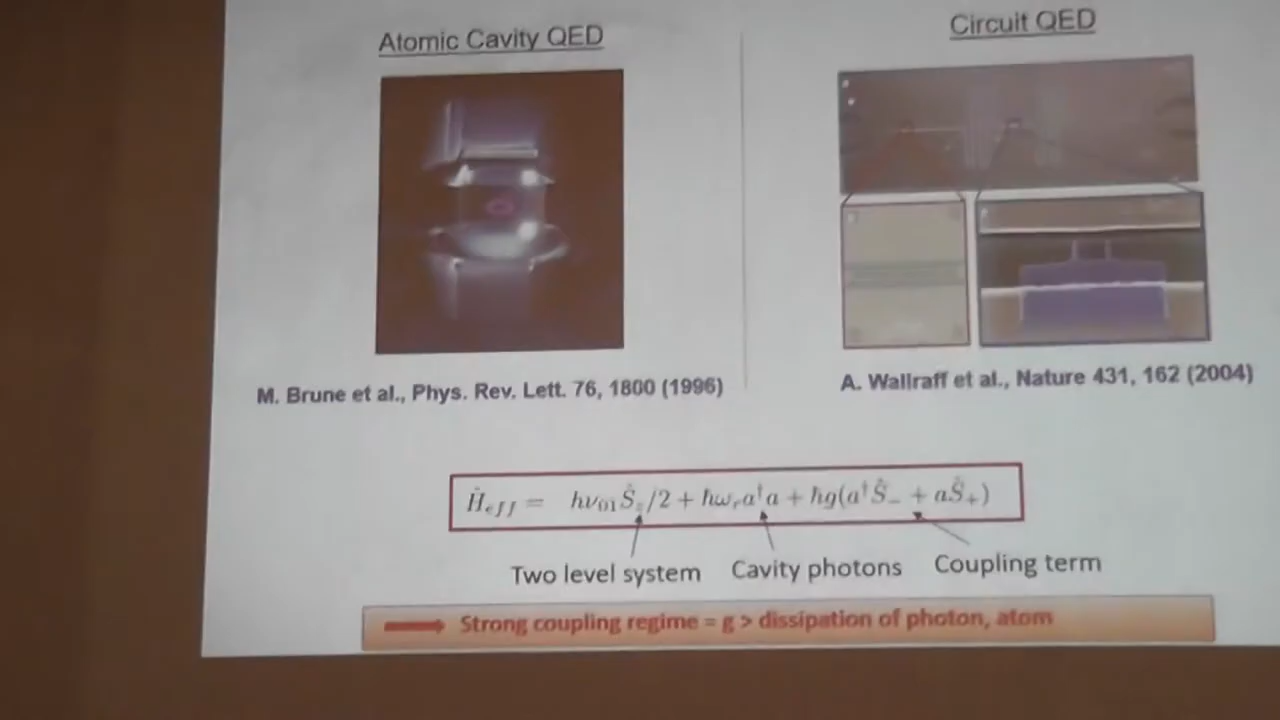 Atomic Cavity QED
Circuit QED
M. Brune et al., Phys. Rev. Lett. 76, 1800 (1996)
A. Wallraff et al., Nature 431, 162 (2004)
Ĥ_eff = hν₀₁Ŝ_z/2 + ħω_r a†a + ħg(a†Ŝ₋ + aŜ₊)
Two level system
Cavity photons
Coupling term
Strong coupling regime = g > dissipation of photon, atom